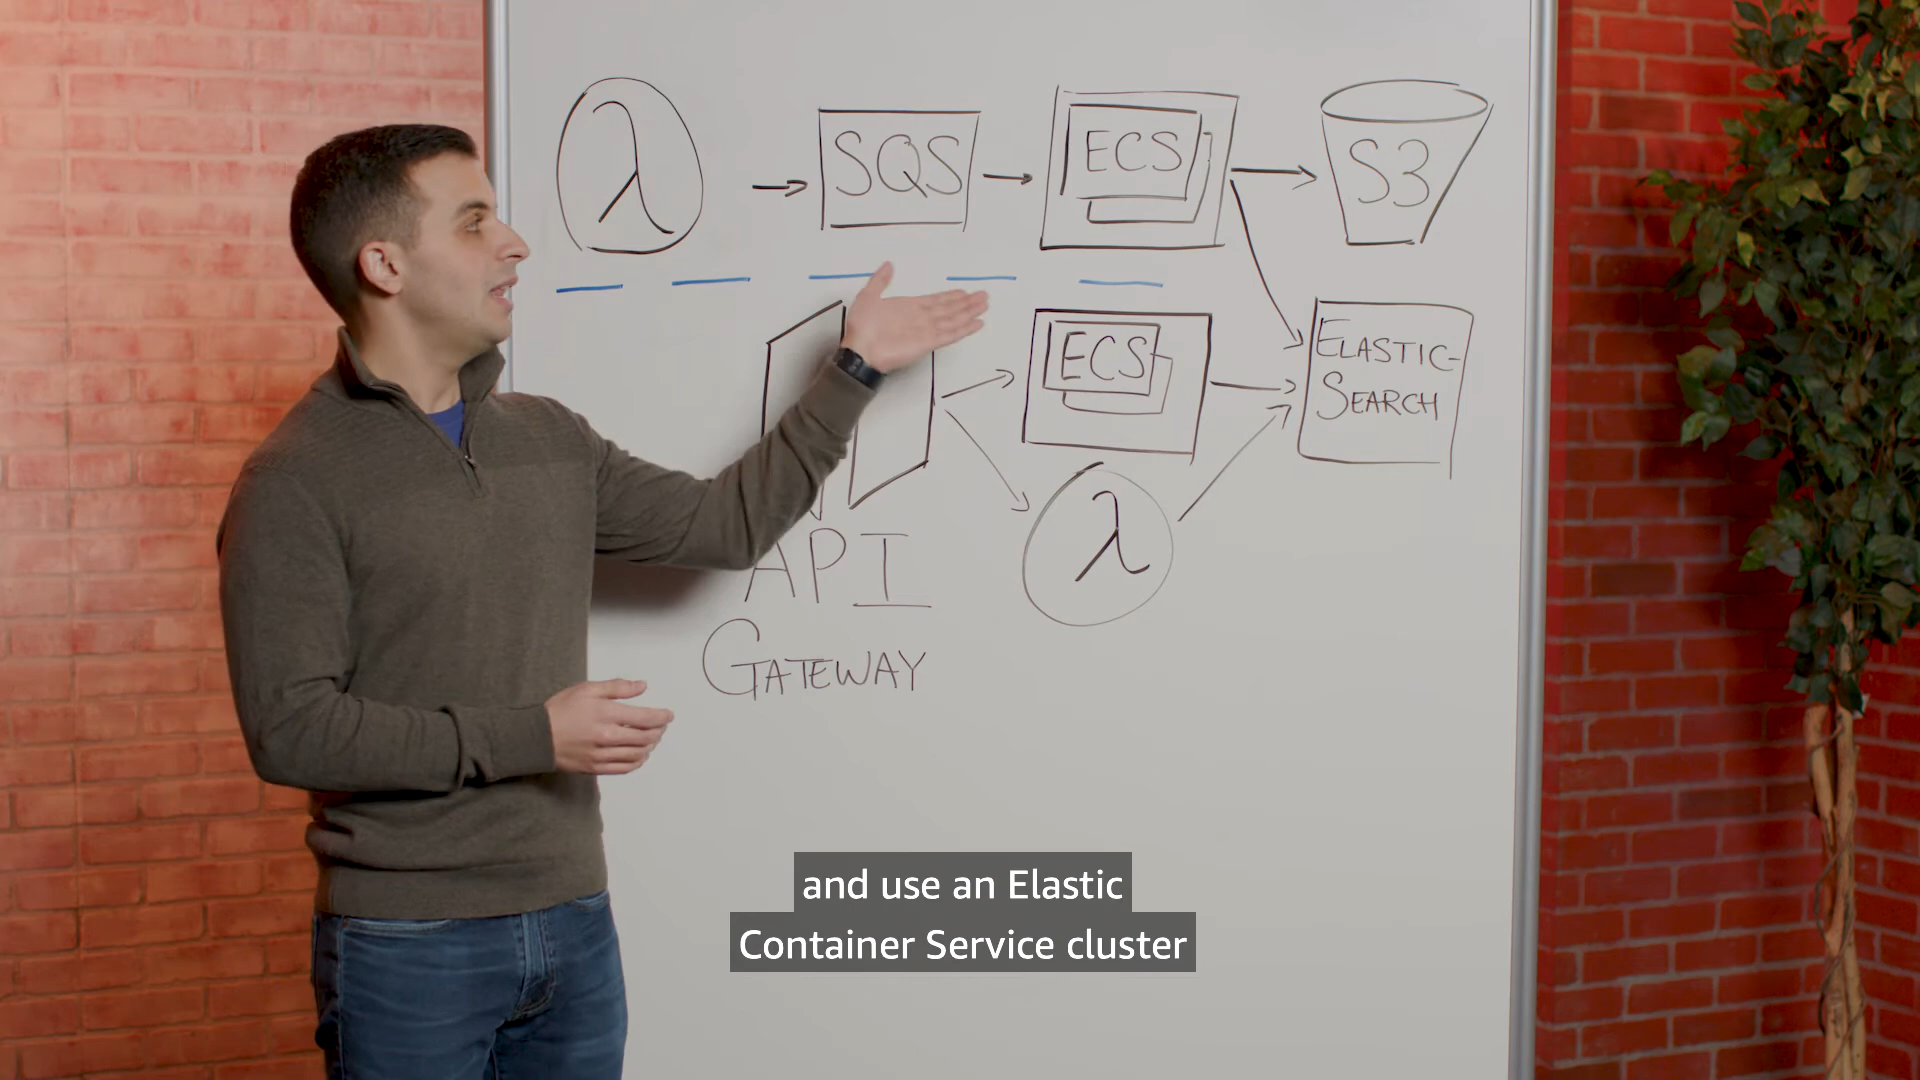 λ
SQS
ECS
S3
ECS
ELASTIC-
SEARCH
λ
API
GATEWAY
and use an Elastic
Container Service cluster